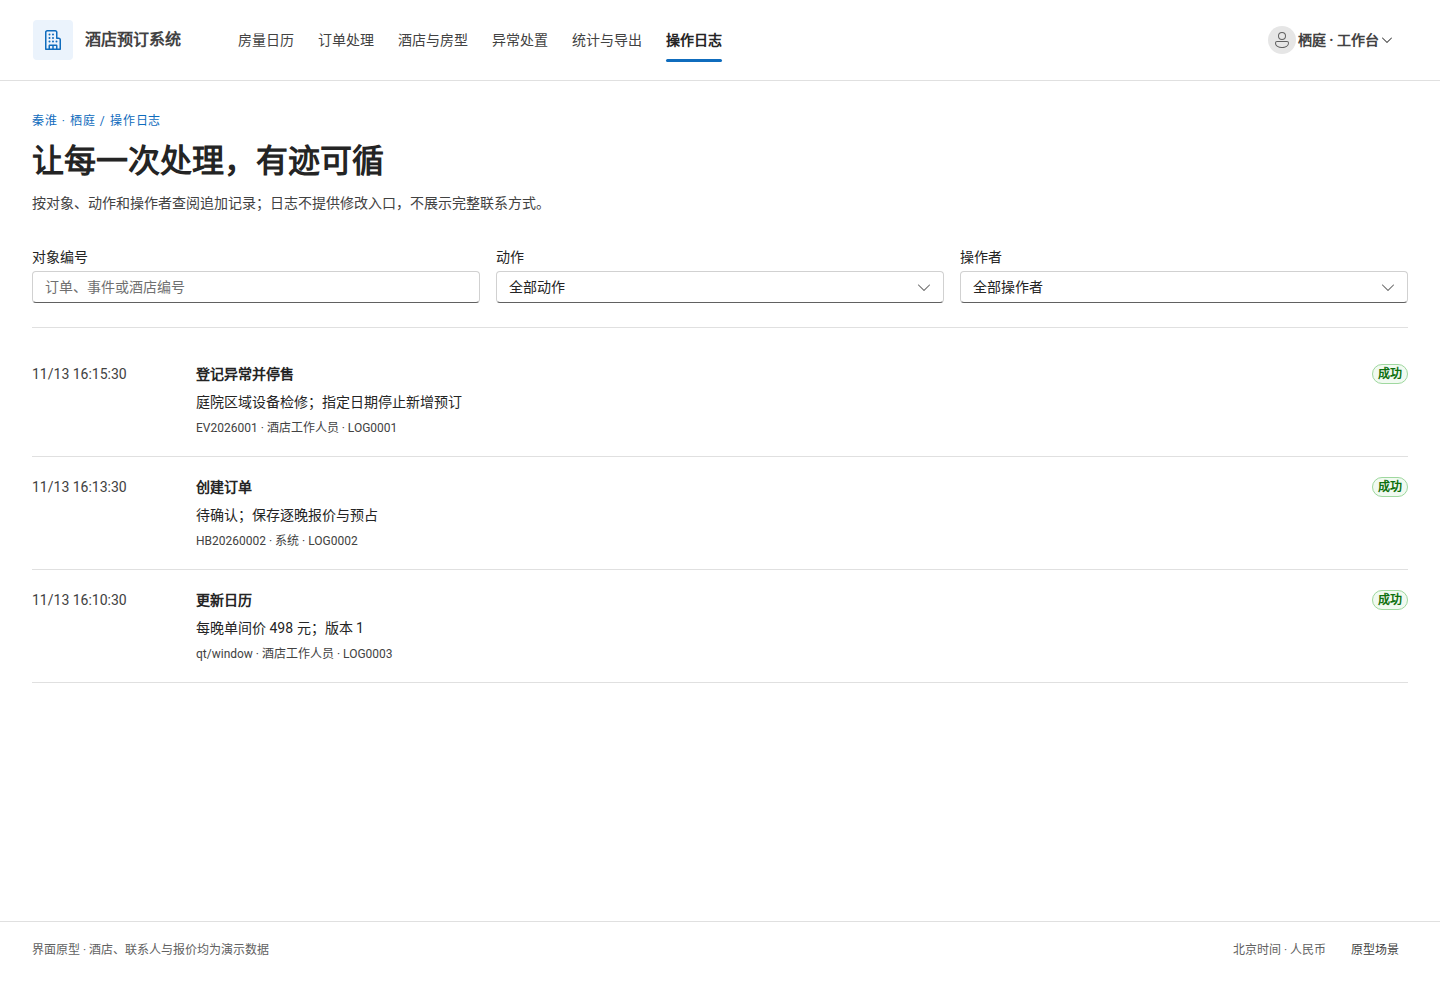 酒店预订系统
房量日历
订单处理
酒店与房型
异常处置
统计与导出
操作日志
栖庭 · 工作台
秦淮 · 栖庭 / 操作日志
让每一次处理，有迹可循
按对象、动作和操作者查阅追加记录；日志不提供修改入口，不展示完整联系方式。
对象编号
动作
操作者
订单、事件或酒店编号
全部动作
全部操作者
11/13 16:15:30
登记异常并停售
成功
庭院区域设备检修；指定日期停止新增预订
EV2026001 · 酒店工作人员 · LOG0001
11/13 16:13:30
创建订单
成功
待确认；保存逐晚报价与预占
HB20260002 · 系统 · LOG0002
11/13 16:10:30
更新日历
成功
每晚单间价 498 元；版本 1
qt/window · 酒店工作人员 · LOG0003
界面原型 · 酒店、联系人与报价均为演示数据
北京时间 · 人民币
原型场景